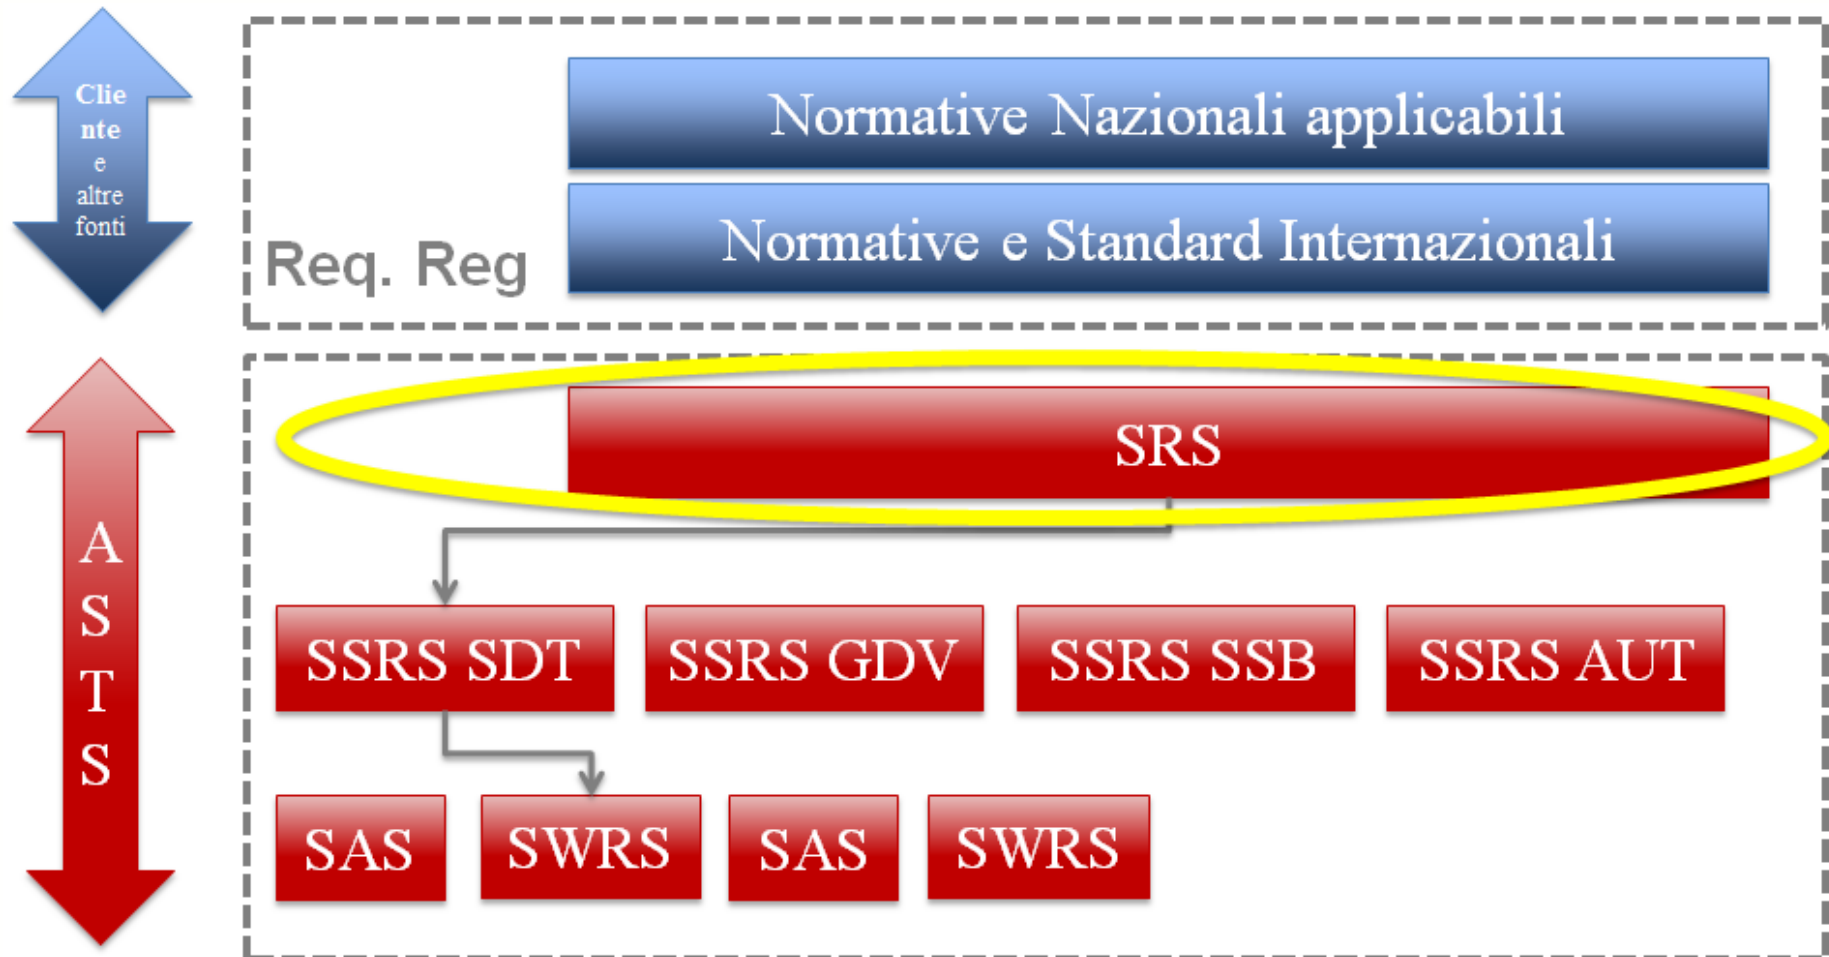 Clie
nte
e
altre
fonti
Normative Nazionali applicabili
Normative e Standard Internazionali
Req. Reg
A
S
T
S
SRS
SSRS SDT
SSRS GDV
SSRS SSB
SSRS AUT
SAS
SWRS
SAS
SWRS